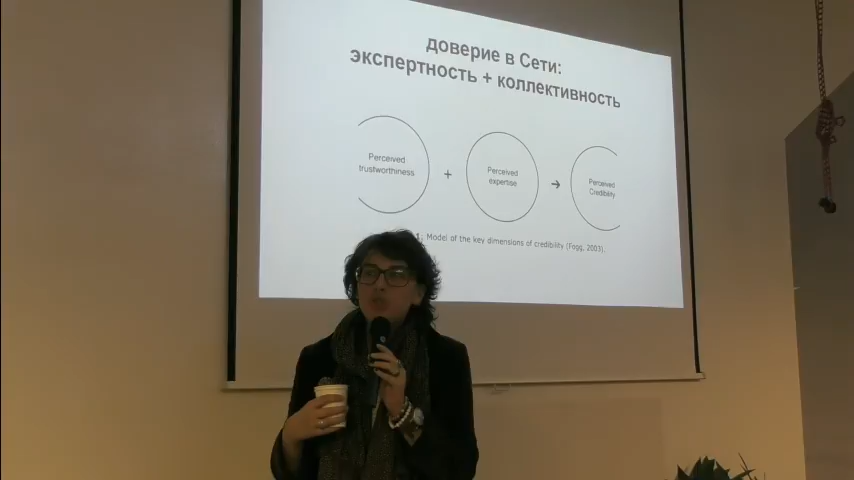 доверие в Сети:
экспертность + коллективность
Perceived
trustworthiness
+
Perceived
expertise
→
Perceived
Credibility
1: Model of the key dimensions of credibility (Fogg, 2003).